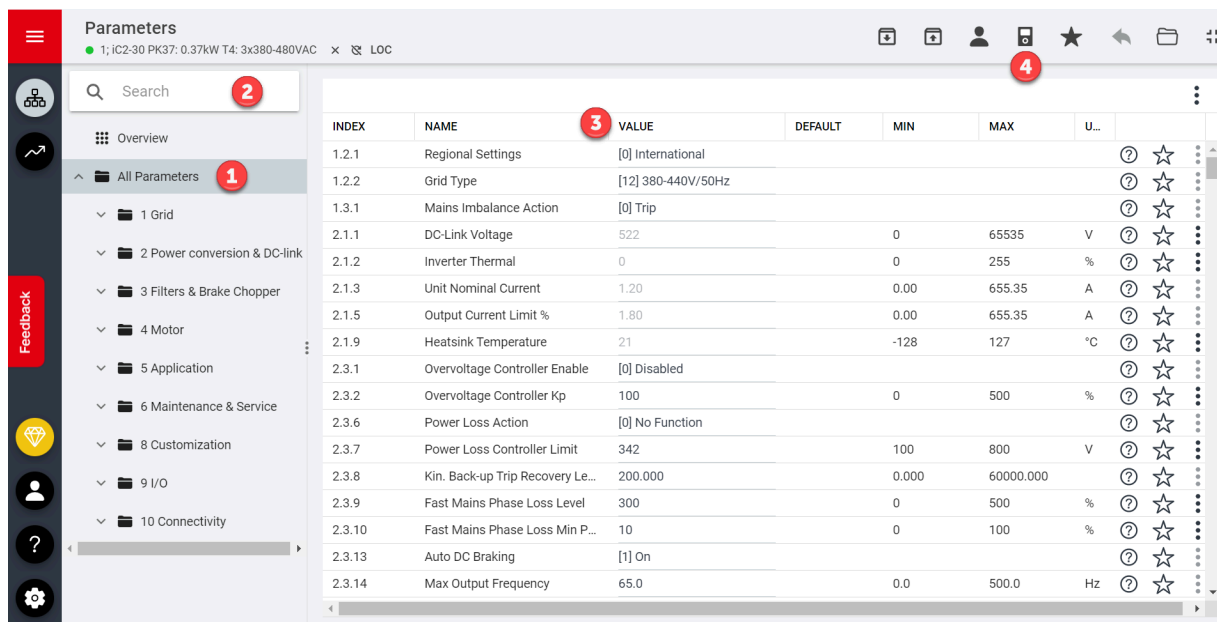 Parameters
1; iC2-30 PK37: 0.37kW T4: 3x380-480VAC LOC
4
Search 2
Overview
All Parameters 1
1 Grid
2 Power conversion & DC-link
3 Filters & Brake Chopper
4 Motor
5 Application
6 Maintenance & Service
8 Customization
9 I/O
10 Connectivity
Feedback
3
INDEX NAME VALUE DEFAULT MIN MAX U...
1.2.1 Regional Settings [0] International
1.2.2 Grid Type [12] 380-440V/50Hz
1.3.1 Mains Imbalance Action [0] Trip
2.1.1 DC-Link Voltage 522 0 65535 V
2.1.2 Inverter Thermal 0 0 255 %
2.1.3 Unit Nominal Current 1.20 0.00 655.35 A
2.1.5 Output Current Limit % 1.80 0.00 655.35 A
2.1.9 Heatsink Temperature 21 -128 127 °C
2.3.1 Overvoltage Controller Enable [0] Disabled
2.3.2 Overvoltage Controller Kp 100 0 500 %
2.3.6 Power Loss Action [0] No Function
2.3.7 Power Loss Controller Limit 342 100 800 V
2.3.8 Kin. Back-up Trip Recovery Le... 200.000 0.000 60000.000
2.3.9 Fast Mains Phase Loss Level 300 0 500 %
2.3.10 Fast Mains Phase Loss Min P... 10 0 100 %
2.3.13 Auto DC Braking [1] On
2.3.14 Max Output Frequency 65.0 0.0 500.0 Hz